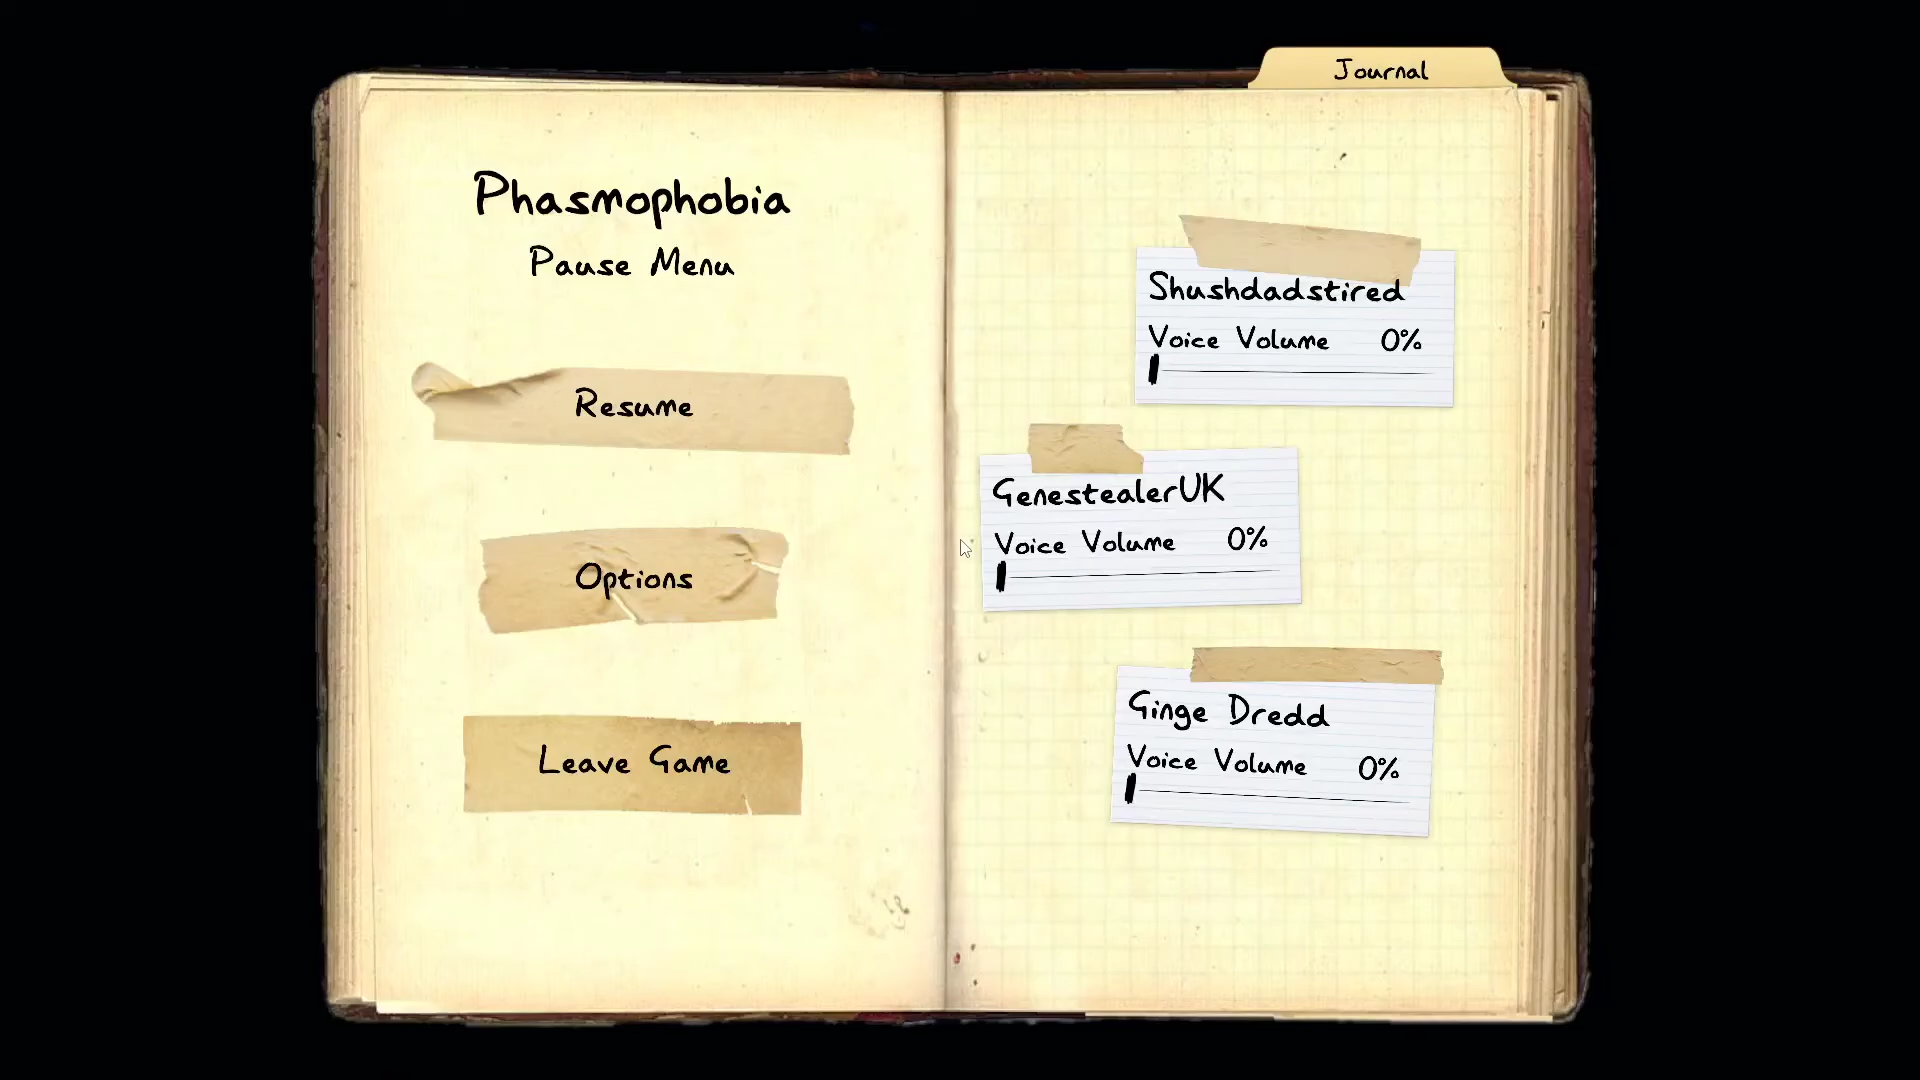 Journal
Phasmophobia
Pause Menu
Resume
Options
Leave Game
Shushdadstired
Voice Volume 0%
GenestealerUK
Voice Volume 0%
Ginge Dredd
Voice Volume 0%